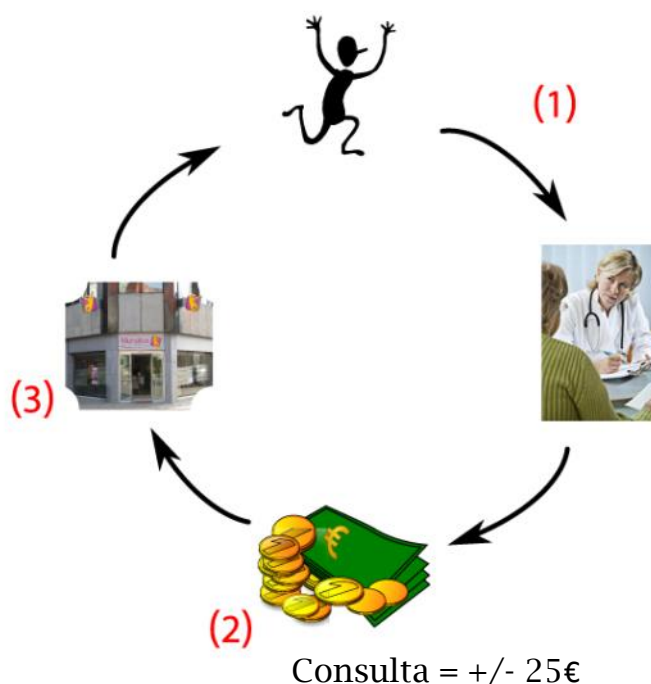 (1)
(3)
(2)
Consulta = +/- 25€